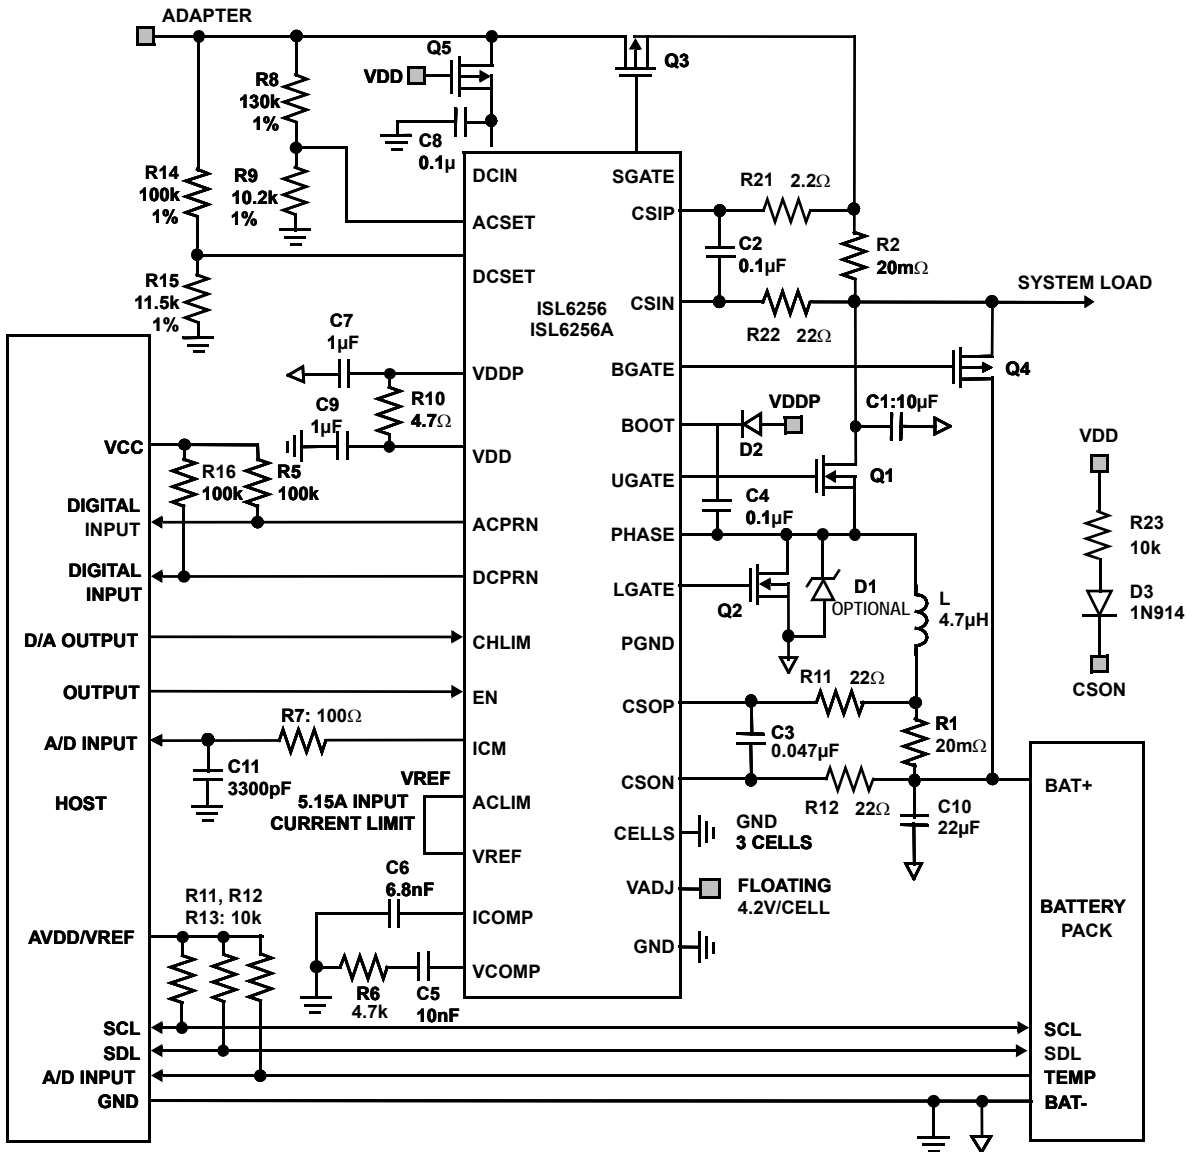 ADAPTER
Q5
VDD
Q3
R8
130k
1%
C8
0.1µ
R14
100k
1%
R9
10.2k
1%
DCIN
SGATE
R21 2.2Ω
CSIP
ACSET
C2
0.1µF
R2
20mΩ
DCSET
R15
11.5k
1%
ISL6256
ISL6256A
CSIN
SYSTEM LOAD
R22 22Ω
C7
1µF
VDDP
BGATE
Q4
R10
4.7Ω
C9
1µF
VDD
BOOT
VDDP
D2
C1:10µF
VCC
R16
100k
R5
100k
UGATE
Q1
VDD
DIGITAL
INPUT
ACPRN
C4
0.1µF
PHASE
R23
10k
DIGITAL
INPUT
DCPRN
LGATE
Q2
D1
OPTIONAL
L
4.7µH
D3
1N914
D/A OUTPUT
CHLIM
PGND
CSON
OUTPUT
EN
CSOP
R11 22Ω
R7: 100Ω
A/D INPUT
ICM
C3
0.047µF
R1
20mΩ
C11
3300pF
VREF
CSON
R12 22Ω
BAT+
HOST
5.15A INPUT
CURRENT LIMIT
ACLIM
C10
22µF
CELLS
GND
3 CELLS
VREF
C6
6.8nF
VADJ
FLOATING
4.2V/CELL
R11, R12
R13: 10k
ICOMP
BATTERY
PACK
AVDD/VREF
GND
VCOMP
R6
4.7k
C5
10nF
SCL
SCL
SDL
SDL
A/D INPUT
TEMP
GND
BAT-